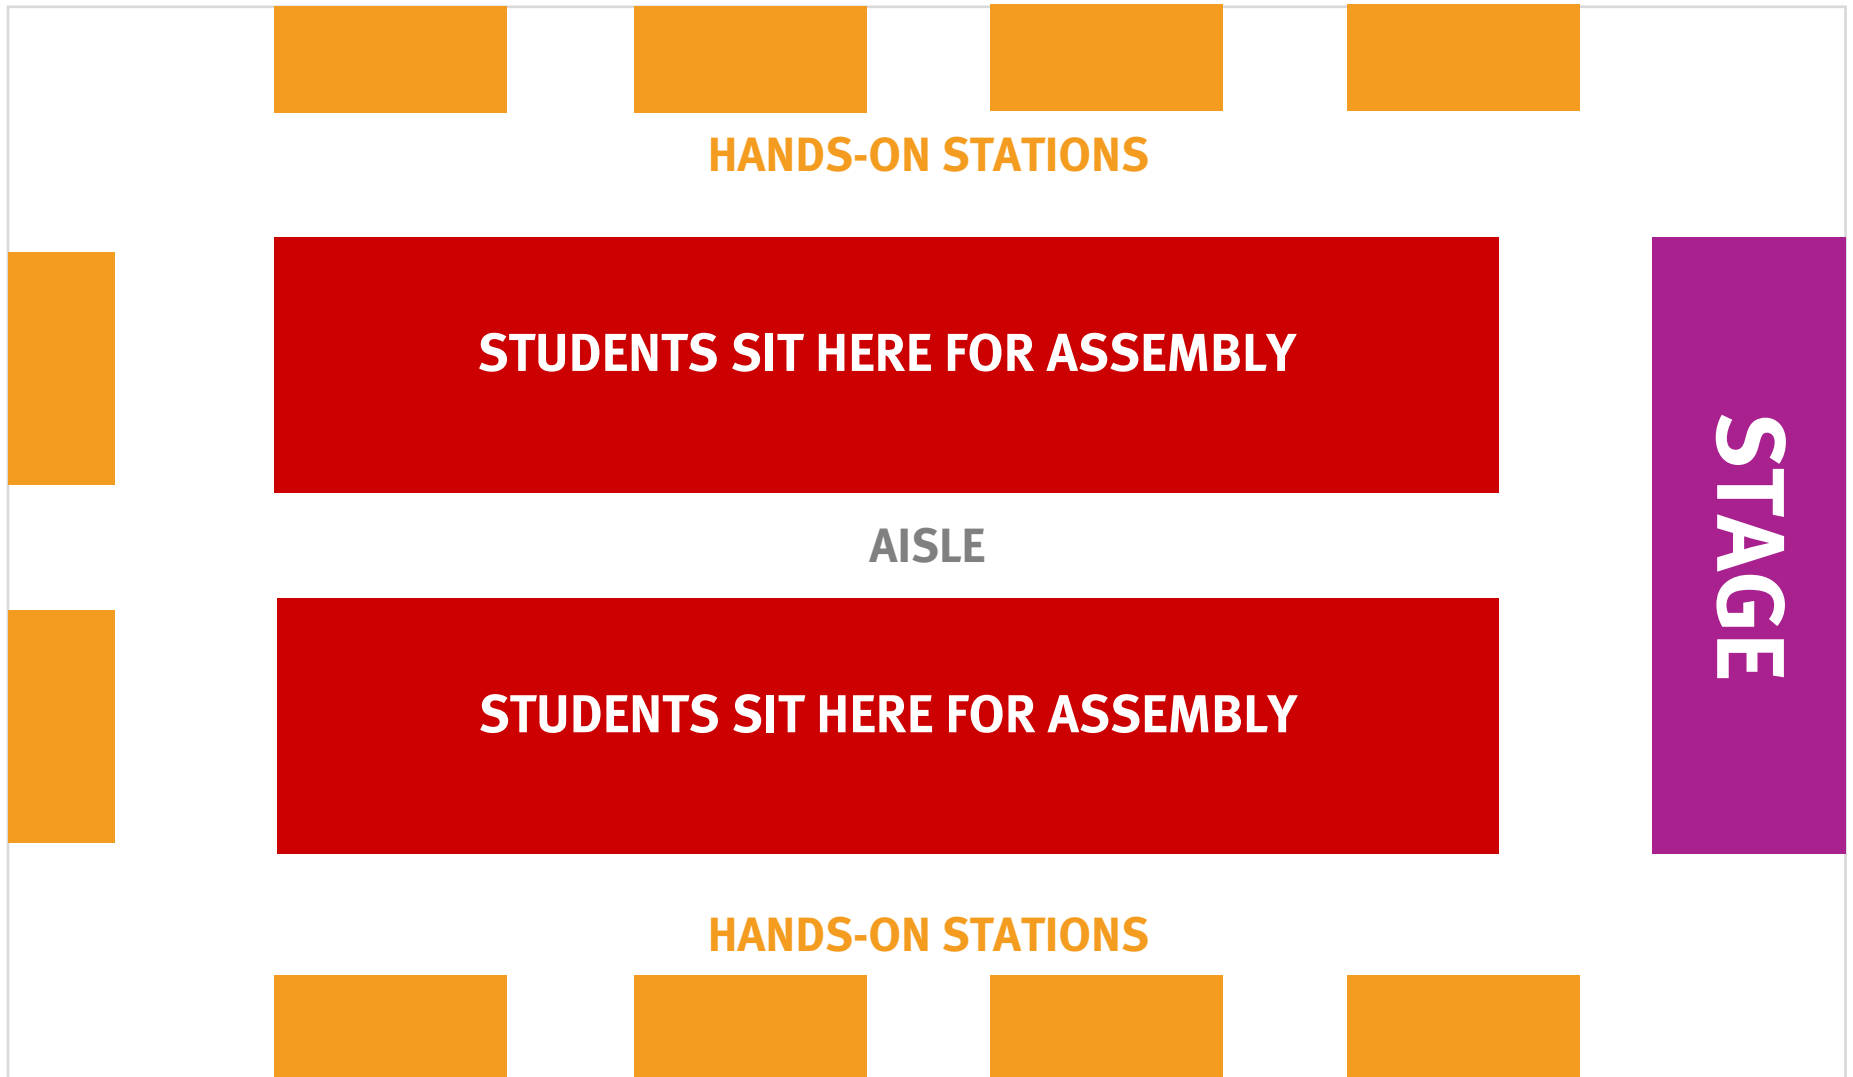 HANDS-ON STATIONS
STUDENTS SIT HERE FOR ASSEMBLY
STAGE
AISLE
STUDENTS SIT HERE FOR ASSEMBLY
HANDS-ON STATIONS